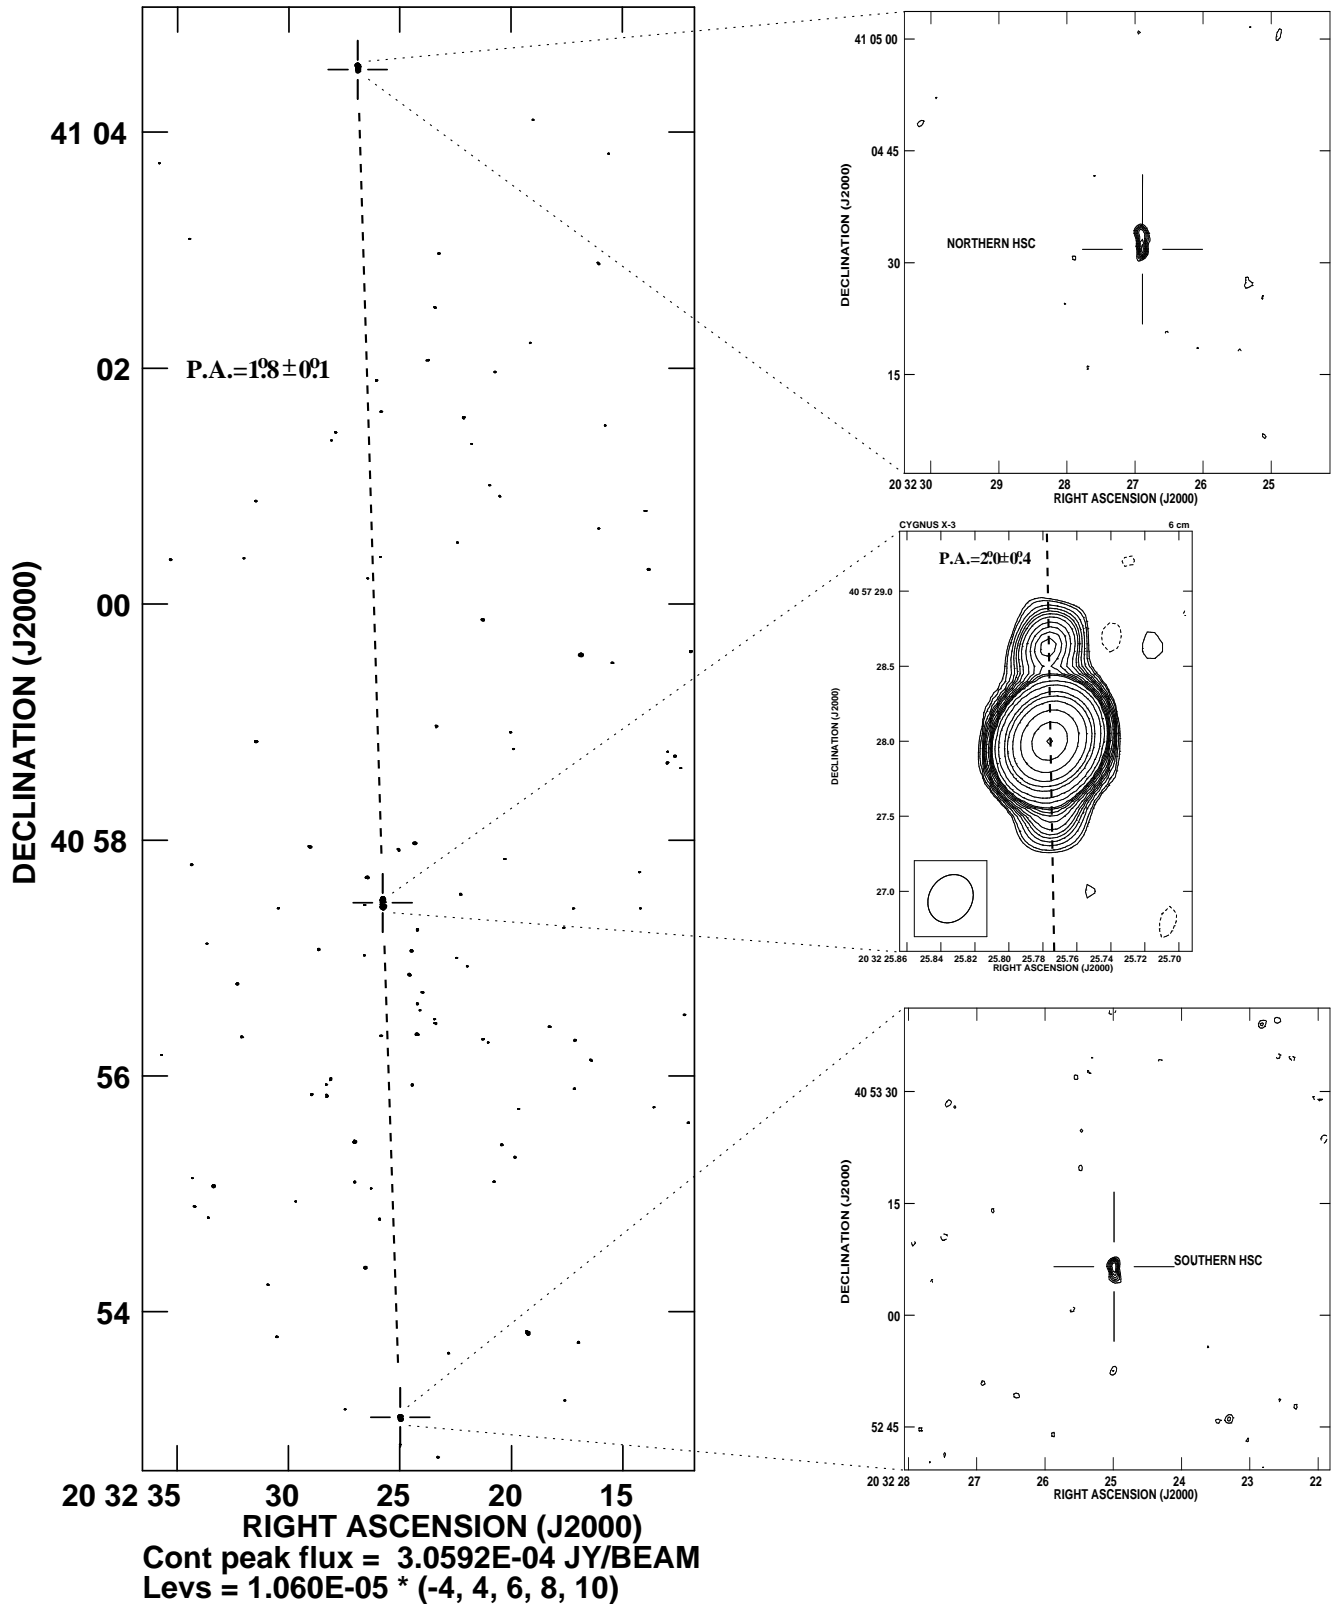 41 04
02
00
40 58
56
54
DECLINATION (J2000)
P.A.=1°.8±0°.1
20 32 35
30
25
20
15
RIGHT ASCENSION (J2000)
Cont peak flux = 3.0592E-04 JY/BEAM
Levs = 1.060E-05 * (-4, 4, 6, 8, 10)
41 05 00
04 45
30
15
DECLINATION (J2000)
NORTHERN HSC
20 32 30
29
28
27
26
25
RIGHT ASCENSION (J2000)
CYGNUS X-3
6 cm
P.A.=2°.0±0°.4
40 57 29.0
28.5
28.0
27.5
27.0
DECLINATION (J2000)
20 32 25.86
25.84
25.82
25.80
25.78
25.76
25.74
25.72
25.70
RIGHT ASCENSION (J2000)
40 53 30
15
00
52 45
DECLINATION (J2000)
SOUTHERN HSC
20 32 28
27
26
25
24
23
22
RIGHT ASCENSION (J2000)